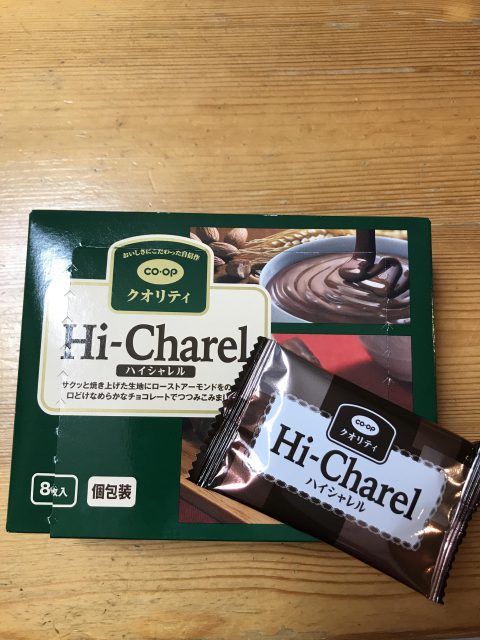 おいしさにこだわった自信作
CO・OP
クオリティ
Hi-Charel
ハイシャレル
サクッと焼き上げた生地にローストアーモンドをの
口どけなめらかなチョコレートでつつみこみまし
8枚入
個包装
CO・OP
クオリティ
Hi-Charel
ハイシャレル